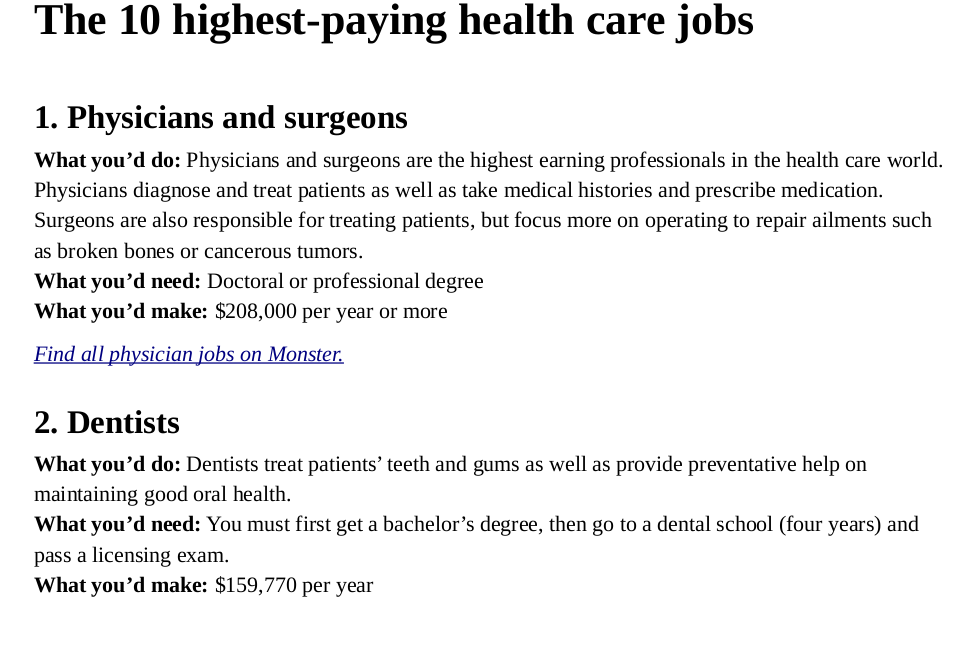 The 10 highest-paying health care jobs
1. Physicians and surgeons
What you’d do: Physicians and surgeons are the highest earning professionals in the health care world.
Physicians diagnose and treat patients as well as take medical histories and prescribe medication.
Surgeons are also responsible for treating patients, but focus more on operating to repair ailments such
as broken bones or cancerous tumors.
What you’d need: Doctoral or professional degree
What you’d make: $208,000 per year or more
Find all physician jobs on Monster.
2. Dentists
What you’d do: Dentists treat patients’ teeth and gums as well as provide preventative help on
maintaining good oral health.
What you’d need: You must first get a bachelor’s degree, then go to a dental school (four years) and
pass a licensing exam.
What you’d make: $159,770 per year